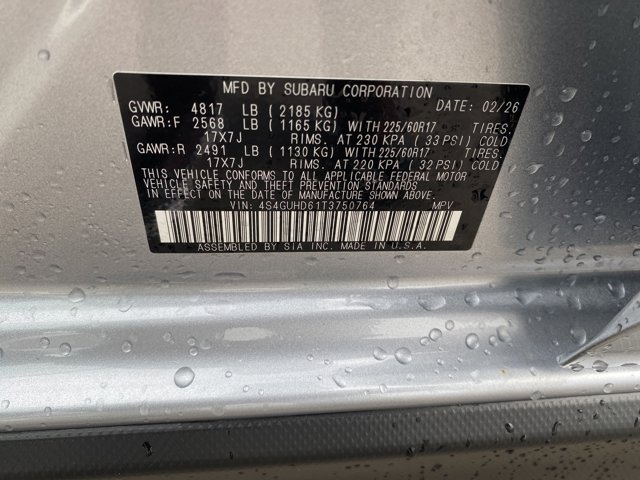 MFD BY SUBARU CORPORATION
GVWR: 4817 LB ( 2185 KG) DATE: 02/26
GAWR:F 2568 LB ( 1165 KG) WITH 225/60R17 TIRES.
17X7J RIMS. AT 230 KPA ( 33 PSI) COLD
GAWR:R 2491 LB ( 1130 KG) WITH 225/60R17 TIRES.
17X7J RIMS. AT 220 KPA ( 32 PSI) COLD
THIS VEHICLE CONFORMS TO ALL APPLICABLE FEDERAL MOTOR
VEHICLE SAFETY AND THEFT PREVENTION STANDARDS
IN EFFECT ON THE DATE OF MANUFACTURE SHOWN ABOVE.
VIN: 4S4GUHD61T3750764 MPV
ASSEMBLED BY SIA INC. MADE IN U.S.A.